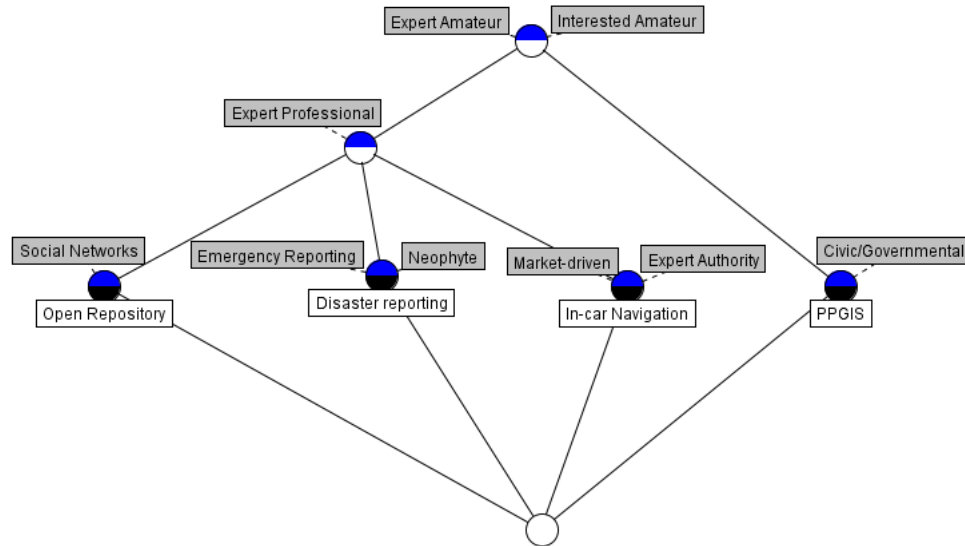 Expert Amateur
Interested Amateur
Expert Professional
Social Networks
Emergency Reporting
Neophyte
Market-driven
Expert Authority
Civic/Governmental
Open Repository
Disaster reporting
In-car Navigation
PPGIS